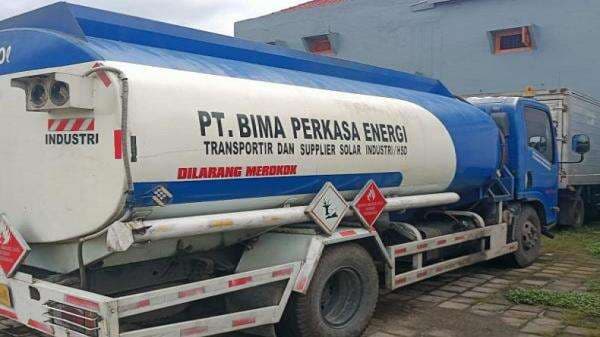 INDUSTRI
PT. BIMA PERKASA ENERGI
TRANSPORTIR DAN SUPPLIER SOLAR INDUSTRI/HSD
DILARANG MEROKOK